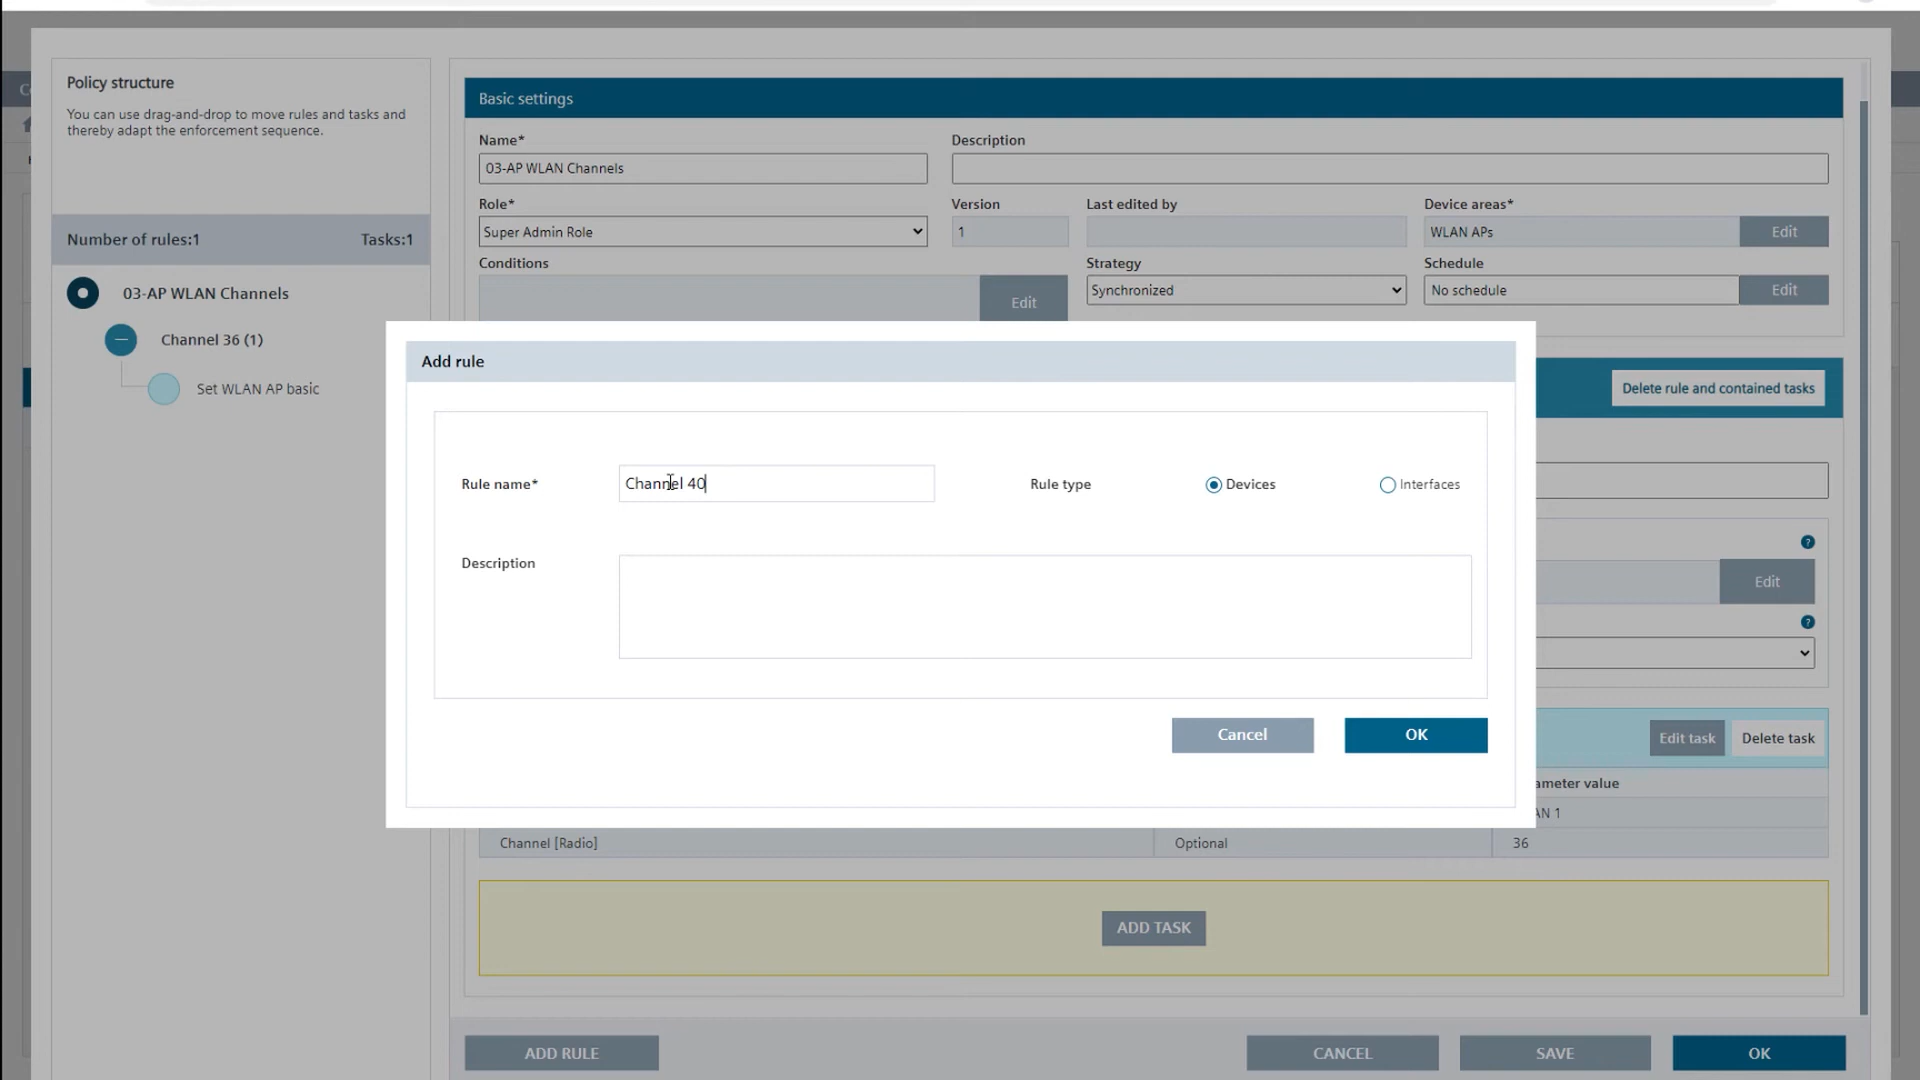 Policy structure
You can use drag-and-drop to move rules and tasks and
thereby adapt the enforcement sequence.
Number of rules:1 Tasks:1
03-AP WLAN Channels
Channel 36 (1)
Set WLAN AP basic
Basic settings
Name* Description
03-AP WLAN Channels
Role* Version Last edited by Device areas*
Super Admin Role 1 WLAN APs Edit
Conditions Strategy Schedule
Edit Synchronized No schedule Edit
Add rule
Delete rule and contained tasks
Rule name* Channel 40 Rule type Devices Interfaces
?
Description
Edit
?
Cancel OK
Edit task Delete task
ameter value
AN 1
Channel [Radio] Optional 36
ADD TASK
ADD RULE CANCEL SAVE OK